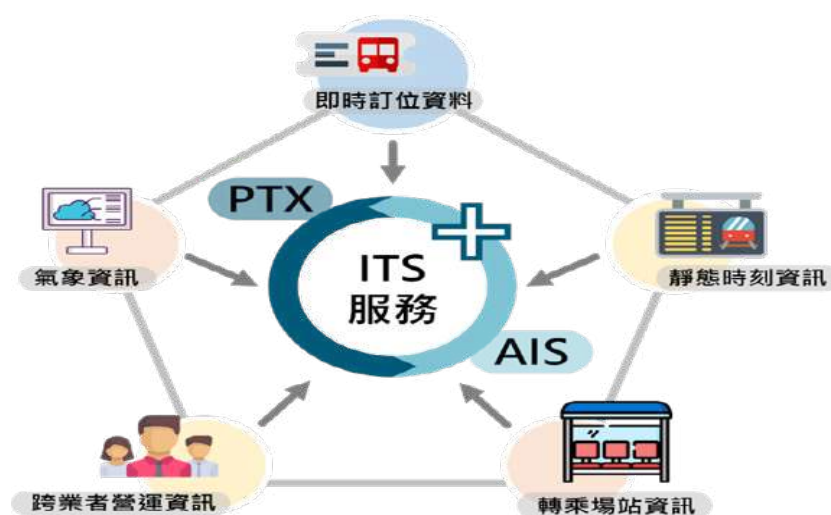 即時訂位資料
PTX
氣象資訊
ITS
服務
靜態時刻資訊
AIS
跨業者營運資訊
轉乘場站資訊